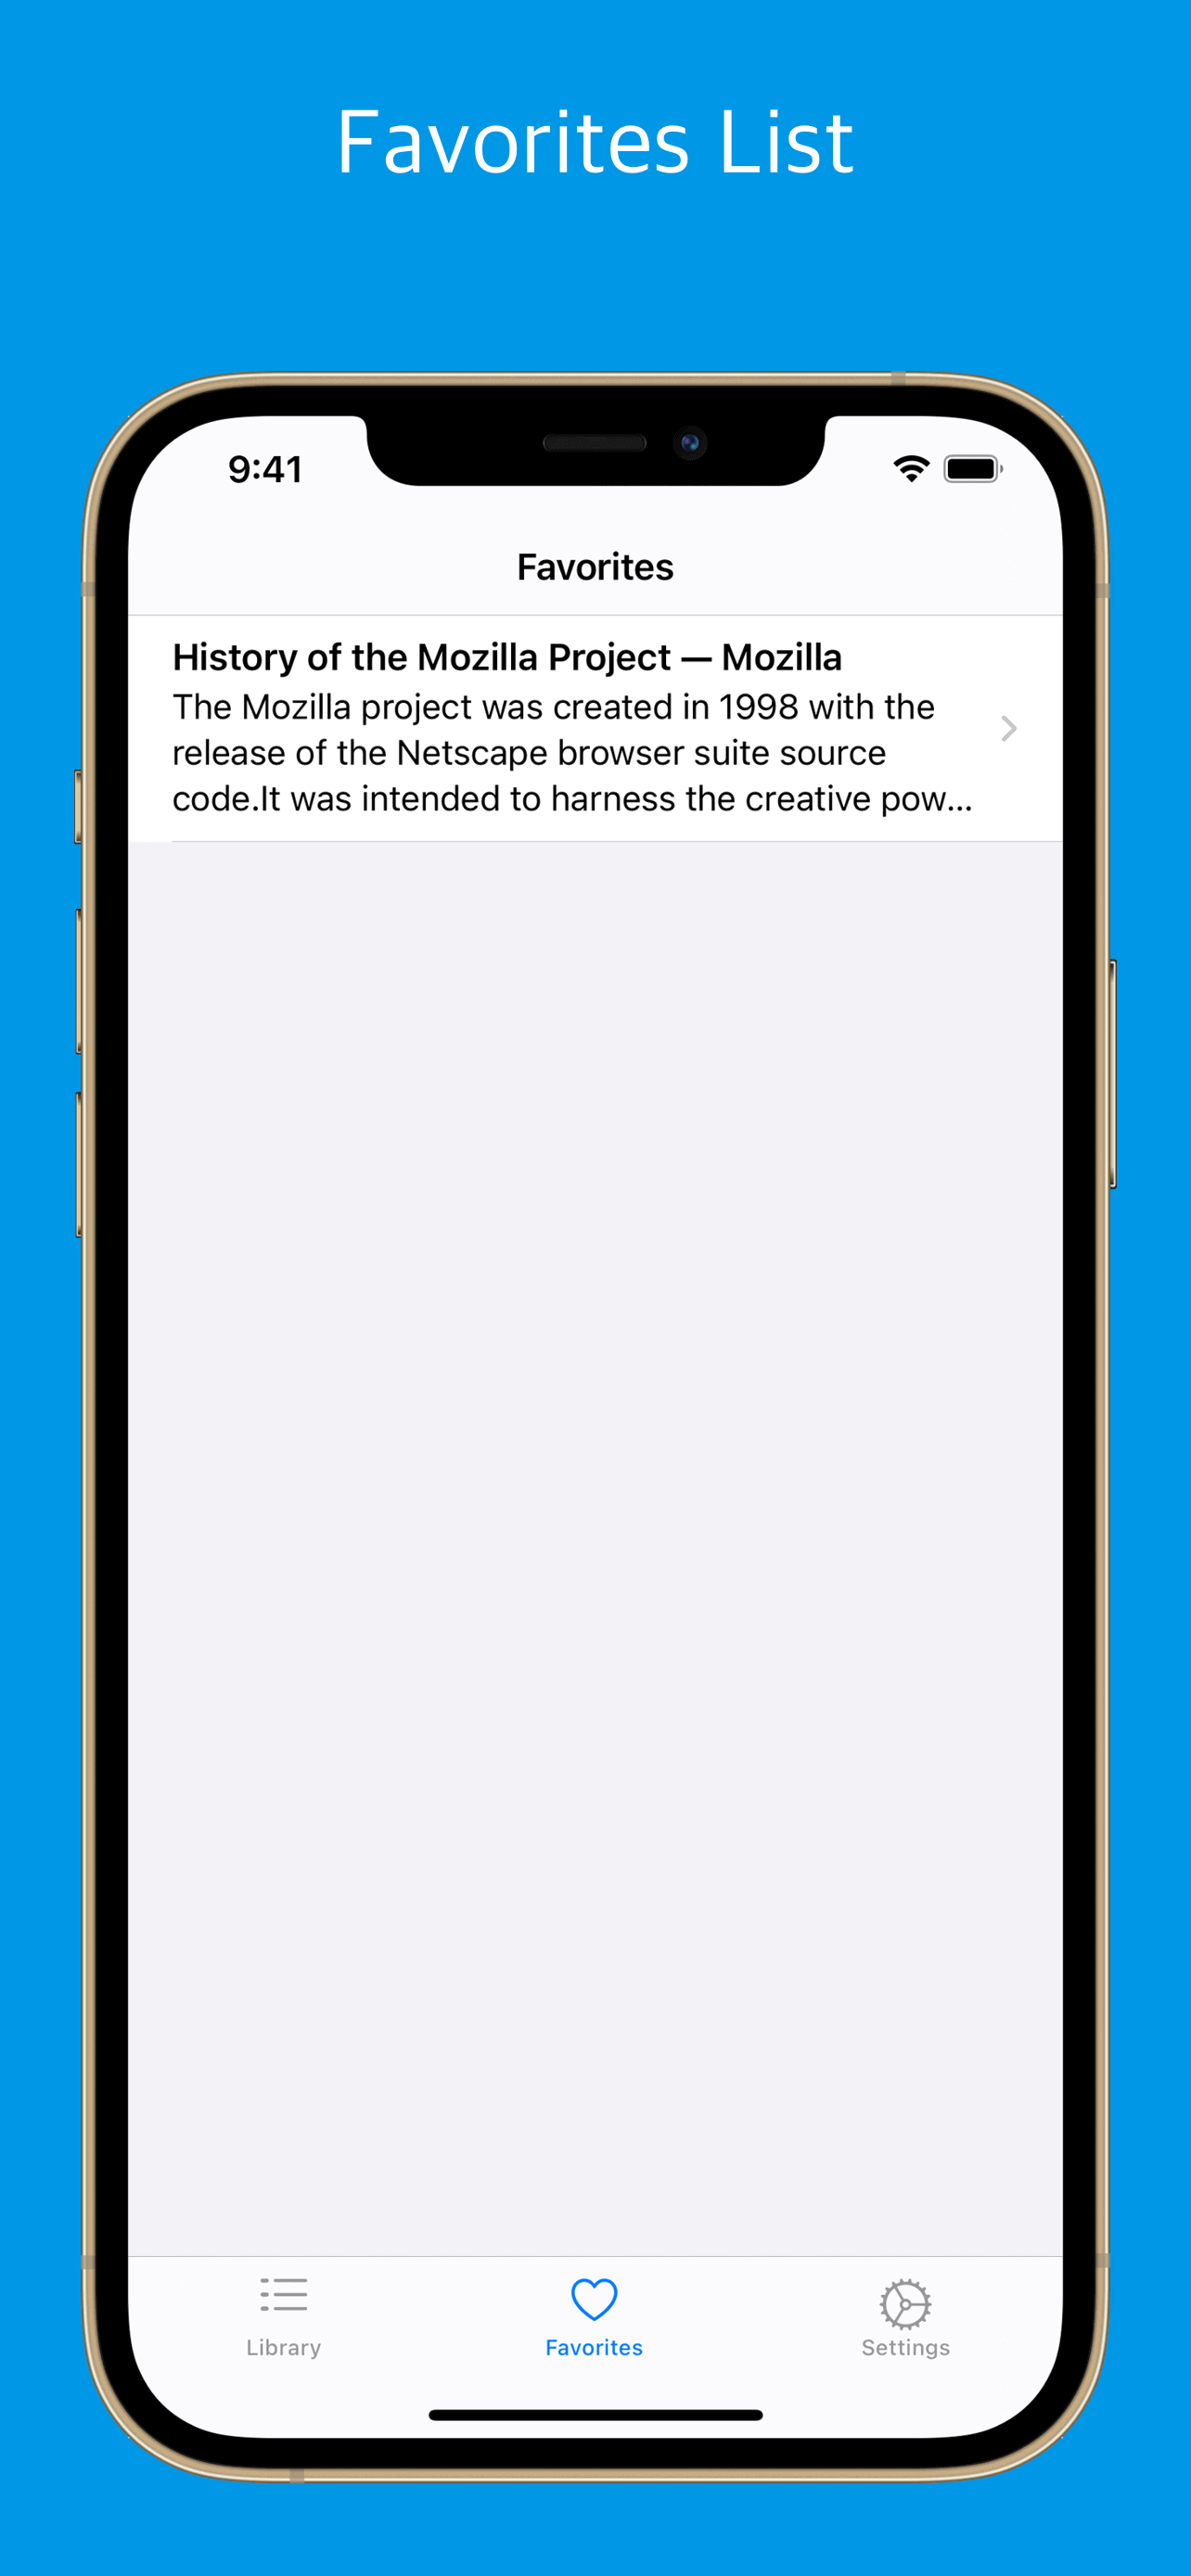 Favorites List
9:41
Favorites
History of the Mozilla Project — Mozilla
The Mozilla project was created in 1998 with the
release of the Netscape browser suite source
code.It was intended to harness the creative pow...
Library
Favorites
Settings